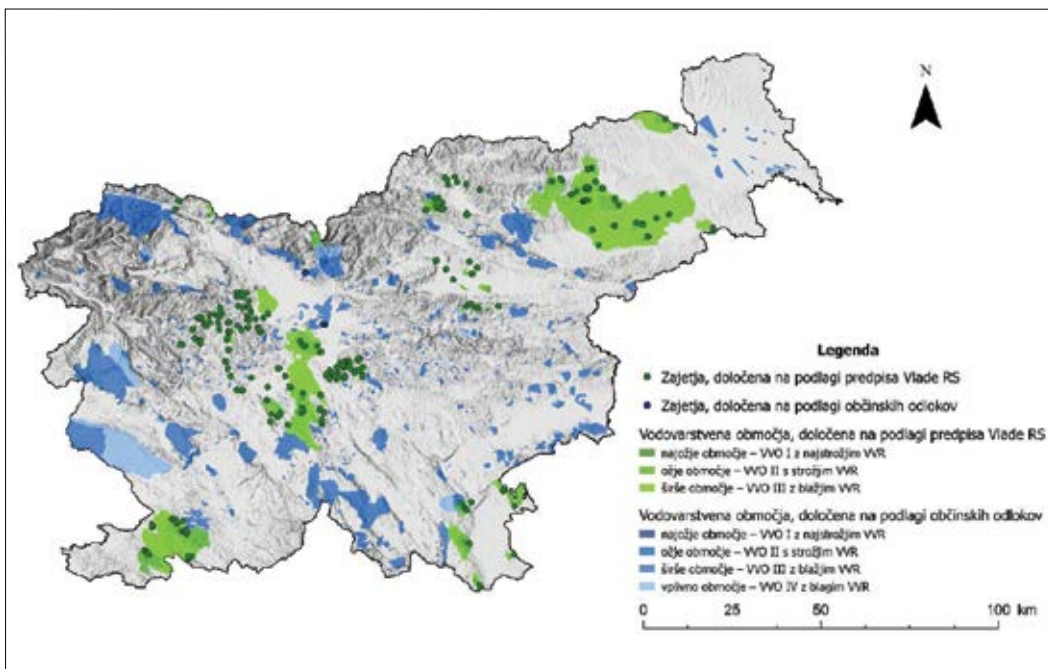 N
Legenda
Zajetja, določena na podlagi predpisa Vlade RS
Zajetja, določena na podlagi občinskih odlokov
Vodovarstvena območja, določena na podlagi predpisa Vlade RS
najožje območje – VVO I z najstrožjim VVR
ožje območje – VVO II s strožjim VVR
širše območje – VVO III z blažjim VVR
Vodovarstvena območja, določena na podlagi občinskih odlokov
najožje območje – VVO I z najstrožjim VVR
ožje območje – VVO II s strožjim VVR
širše območje – VVO III z blažjim VVR
vplivno območje – VVO IV z blagim VVR
0 25 50 100 km